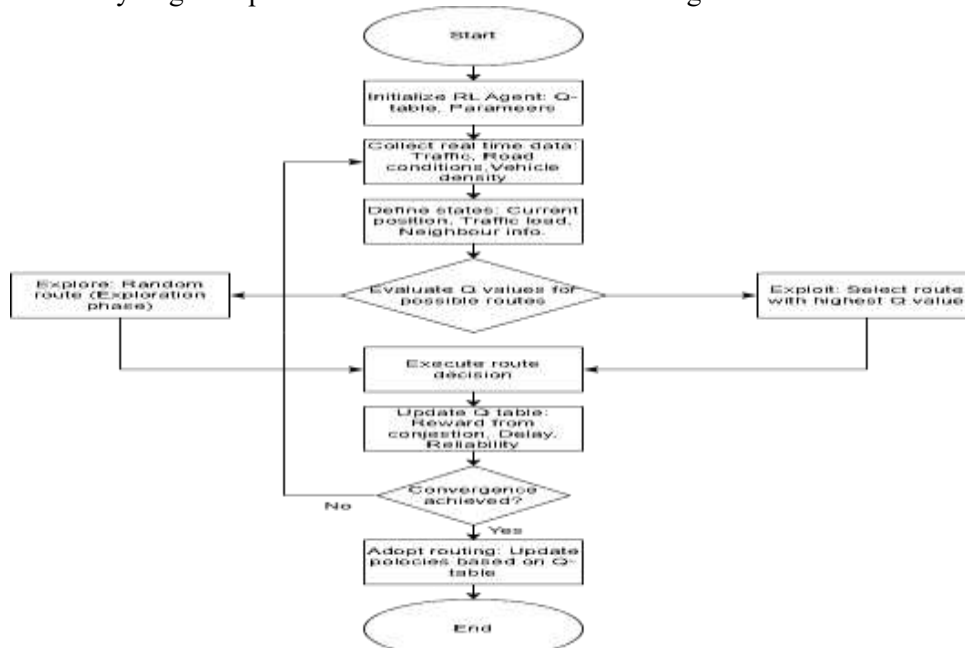 Start
Initialize RL Agent: Q-
table, Parameers
Collect real time data:
Traffic, Road
conditions,Vehicle
density
Define states: Current
position, Traffic load,
Neighbour info.
Evaluate Q values for
possible routes
Explore: Random
route (Exploration
phase)
Exploit: Select route
with highest Q value
Execute route
decision
Update Q table:
Reward from
conjestion, Delay,
Reliability
Convergence
achieved?
No
Yes
Adopt routing: Update
polocies based on Q-
table
End